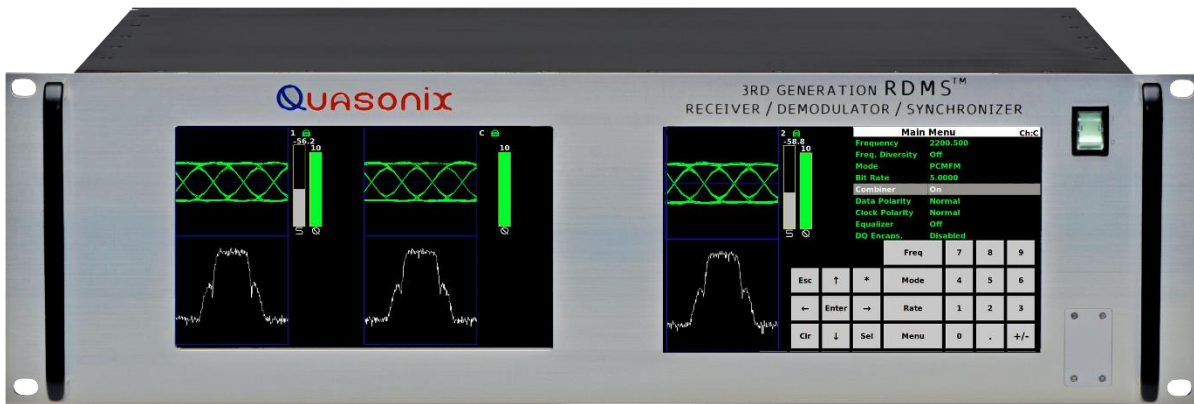 QUASONIX
3RD GENERATION RDMS™
RECEIVER / DEMODULATOR / SYNCHRONIZER
1
-56.2
10
C
10
2
-58.8
10
Main Menu Ch:C
Frequency 2200.500
Freq. Diversity Off
Mode PCMFM
Bit Rate 5.0000
Combiner On
Data Polarity Normal
Clock Polarity Normal
Equalizer Off
DQ Encaps. Disabled
Freq 7 8 9
Esc ↑ * Mode 4 5 6
← Enter → Rate 1 2 3
Clr ↓ Sel Menu 0 . +/-